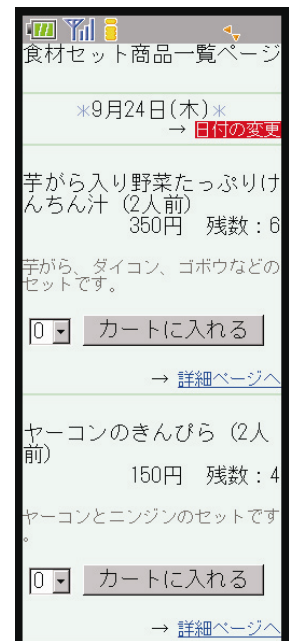 食材セット商品一覧ページ
*9月24日(木)*
→ 日付の変更
芋がら入り野菜たっぷりけ
んちん汁 (2人前)
350円 残数：6
芋がら、ダイコン、ゴボウなどの
セットです。
0 カートに入れる
→ 詳細ページへ
ヤーコンのきんぴら (2人
前)
150円 残数：4
ヤーコンとニンジンのセットです
。
0 カートに入れる
→ 詳細ページへ